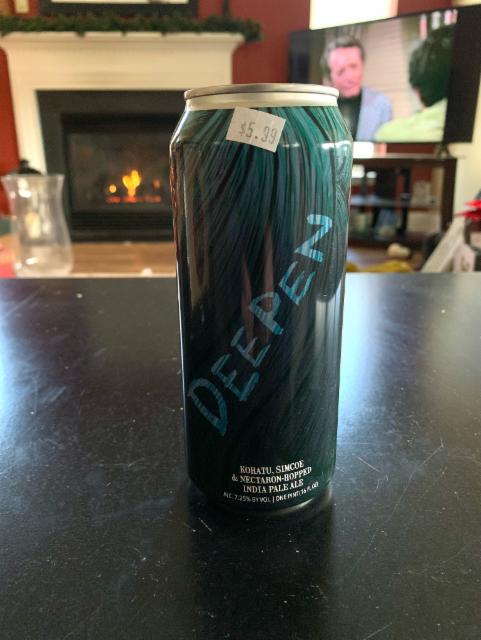 $5.99
DEEPEN
KOHATU, SIMCOE
& NECTARON-HOPPED
INDIA PALE ALE
ALC. 7.25% BY VOL. | ONE PINT/16 FL OZ